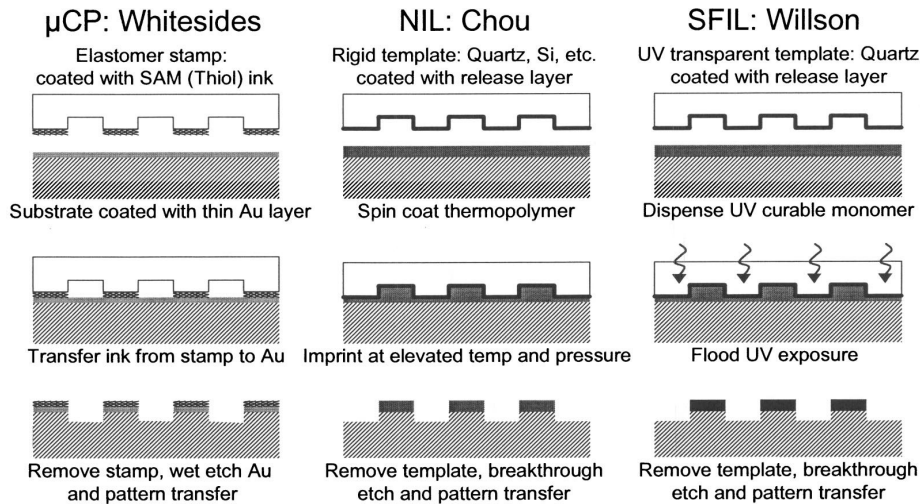 µCP: Whitesides
Elastomer stamp:
coated with SAM (Thiol) ink
Substrate coated with thin Au layer
Transfer ink from stamp to Au
Remove stamp, wet etch Au
and pattern transfer
NIL: Chou
Rigid template: Quartz, Si, etc.
coated with release layer
Spin coat thermopolymer
Imprint at elevated temp and pressure
Remove template, breakthrough
etch and pattern transfer
SFIL: Willson
UV transparent template: Quartz
coated with release layer
Dispense UV curable monomer
Flood UV exposure
Remove template, breakthrough
etch and pattern transfer